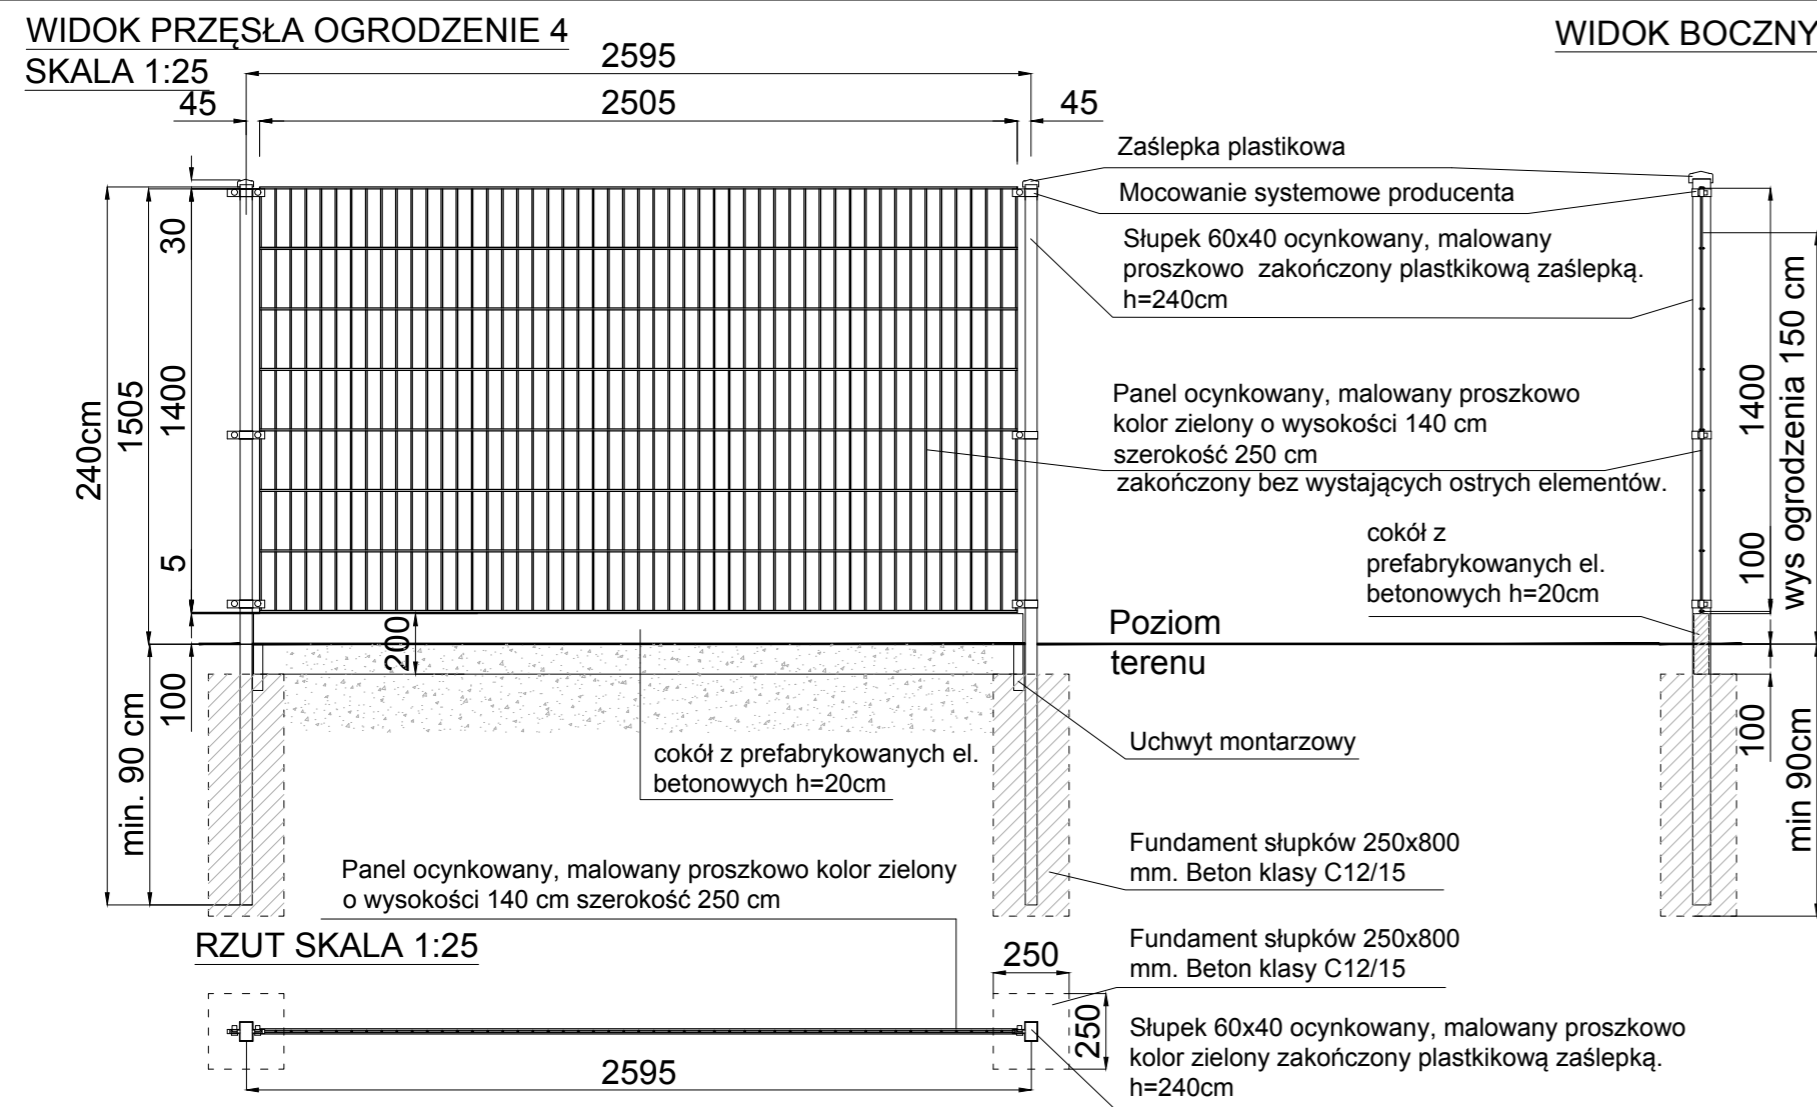 WIDOK PRZĘSŁA OGRODZENIE 4
SKALA 1:25
WIDOK BOCZNY
2595
45
2505
45
Zaślepka plastikowa
Mocowanie systemowe producenta
Słupek 60x40 ocynkowany, malowany
proszkowo zakończony plastkikową zaślepką.
h=240cm
30
1400
1505
240cm
5
100
min. 90 cm
200
Panel ocynkowany, malowany proszkowo
kolor zielony o wysokości 140 cm
szerokość 250 cm
zakończony bez wystających ostrych elementów.
cokół z
prefabrykowanych el.
betonowych h=20cm
1400
wys ogrodzenia 150 cm
100
100
min 90cm
Poziom
terenu
Uchwyt montarzowy
cokół z prefabrykowanych el.
betonowych h=20cm
Fundament słupków 250x800
mm. Beton klasy C12/15
Panel ocynkowany, malowany proszkowo kolor zielony
o wysokości 140 cm szerokość 250 cm
RZUT SKALA 1:25
250
Fundament słupków 250x800
mm. Beton klasy C12/15
250
Słupek 60x40 ocynkowany, malowany proszkowo
kolor zielony zakończony plastkikową zaślepką.
h=240cm
2595